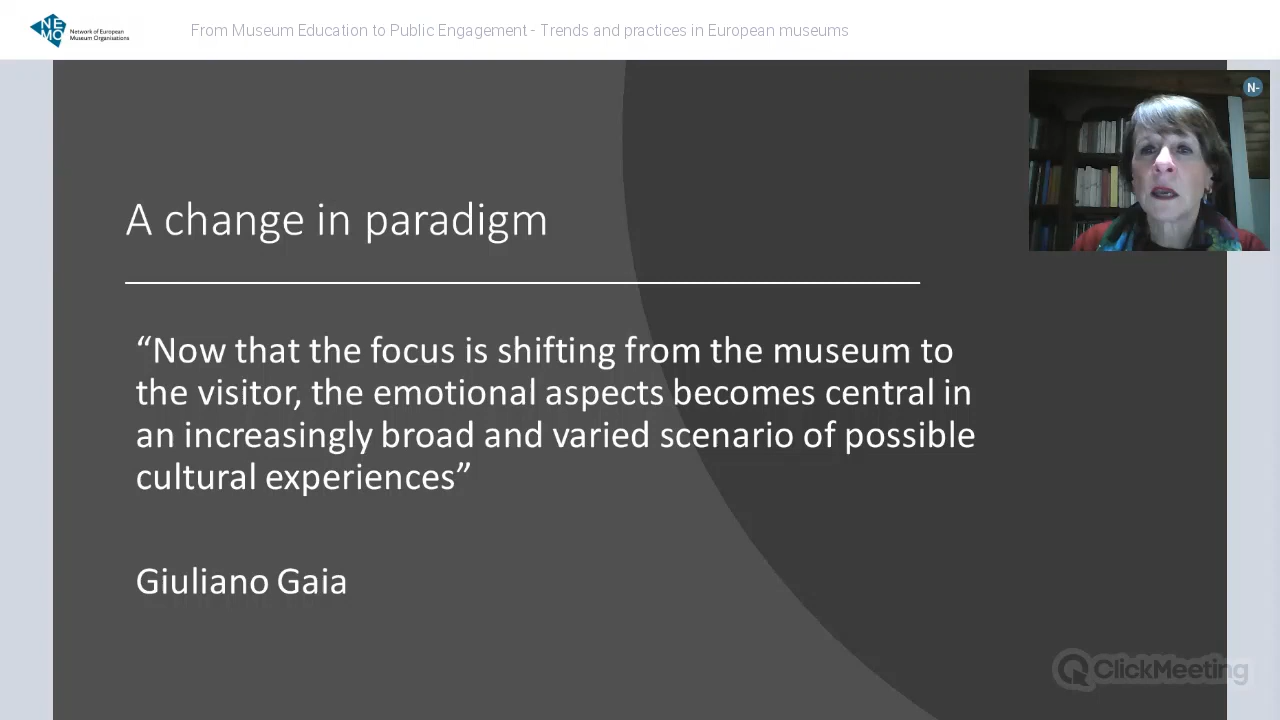 NE
MO
Network of European
Museum Organisations
From Museum Education to Public Engagement - Trends and practices in European museums
N-
A change in paradigm
“Now that the focus is shifting from the museum to
the visitor, the emotional aspects becomes central in
an increasingly broad and varied scenario of possible
cultural experiences”
Giuliano Gaia
ClickMeeting